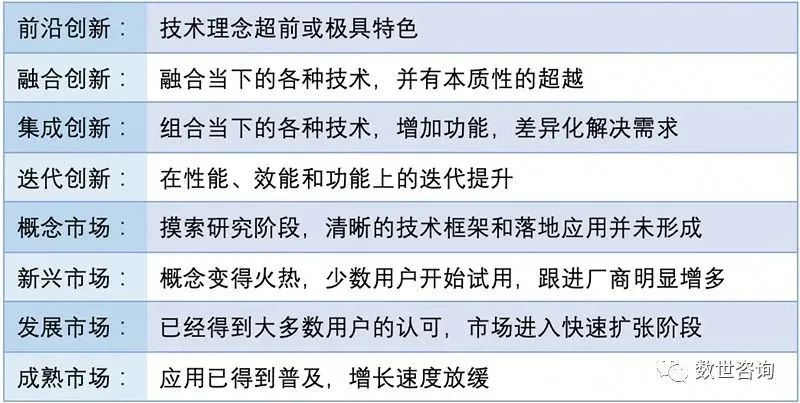 前沿创新： 技术理念超前或极具特色
融合创新： 融合当下的各种技术，并有本质性的超越
集成创新： 组合当下的各种技术，增加功能，差异化解决需求
迭代创新： 在性能、效能和功能上的迭代提升
概念市场： 摸索研究阶段，清晰的技术框架和落地应用并未形成
新兴市场： 概念变得火热，少数用户开始试用，跟进厂商明显增多
发展市场： 已经得到大多数用户的认可，市场进入快速扩张阶段
成熟市场： 应用已得到普及，增长速度放缓
数世咨询